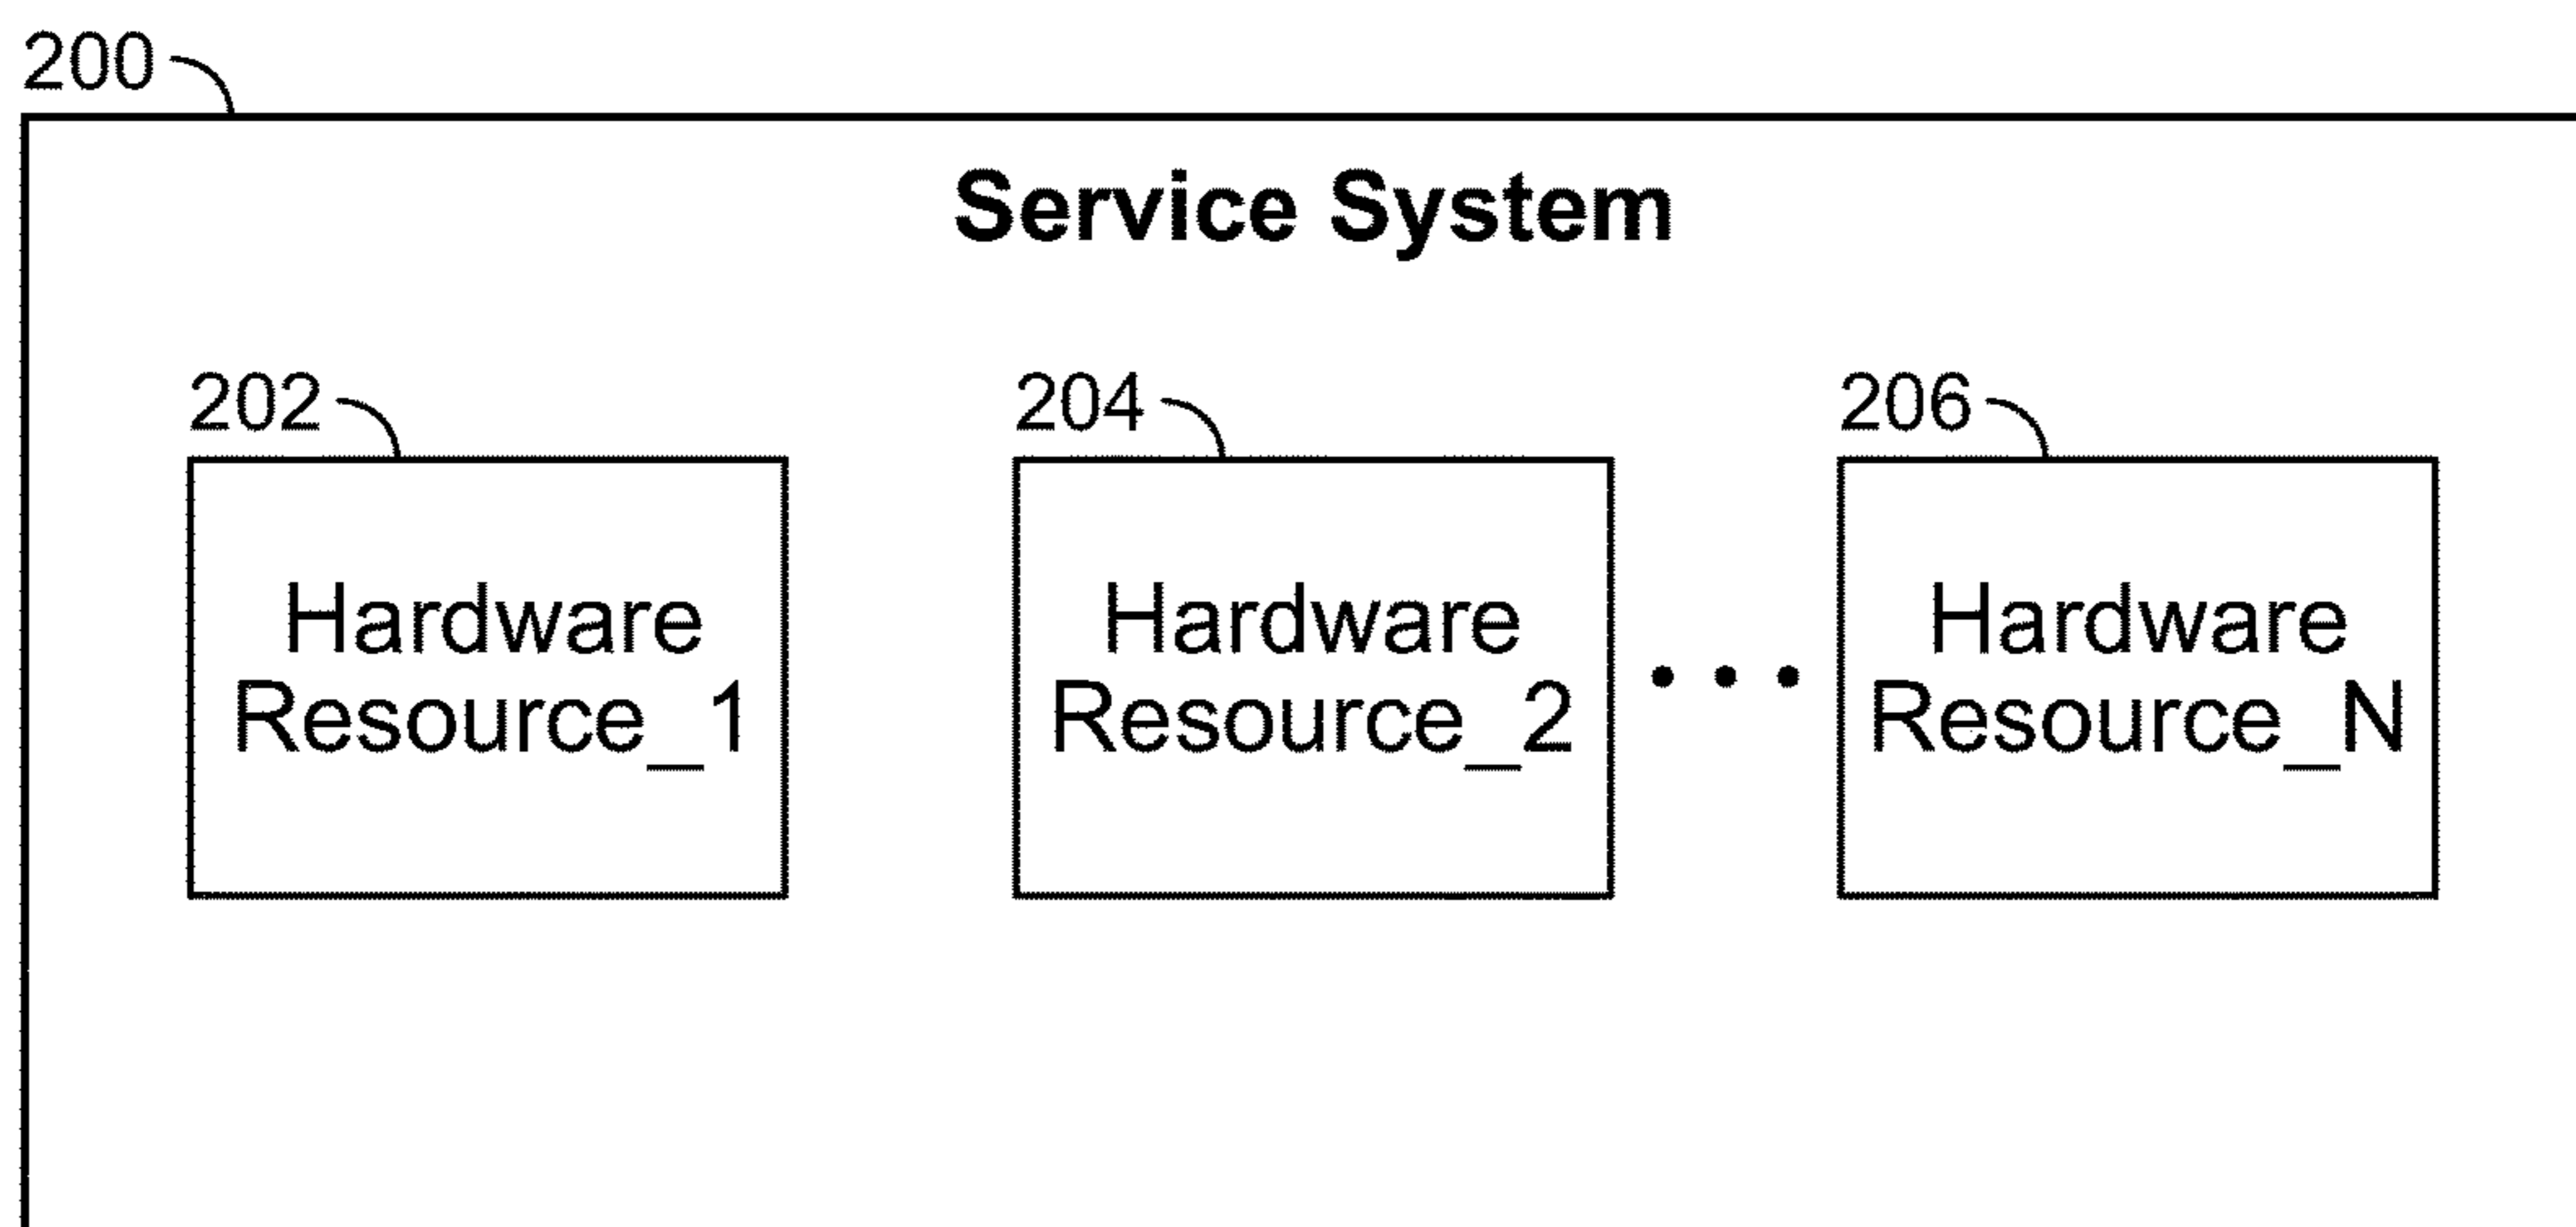 200
Service System
202
204
206
Hardware
Resource_1
Hardware
Resource_2
• • •
Hardware
Resource_N